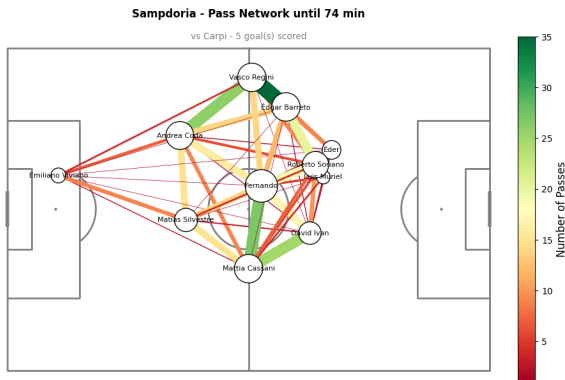 Sampdoria - Pass Network until 74 min
vs Carpi - 5 goal(s) scored
Vasco Regini
Edgar Barreto
Andrea Coda
Éder
Roberto Soriano
Luis Muriel
Emiliano Viviano
Fernando
Matías Silvestre
David Ivan
Mattia Cassani
35
30
25
20
15
10
5
Number of Passes